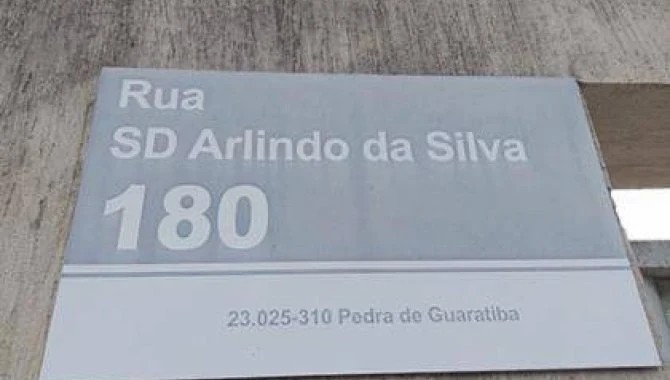 Rua
SD Arlindo da Silva
180
23.025-310 Pedra de Guaratiba